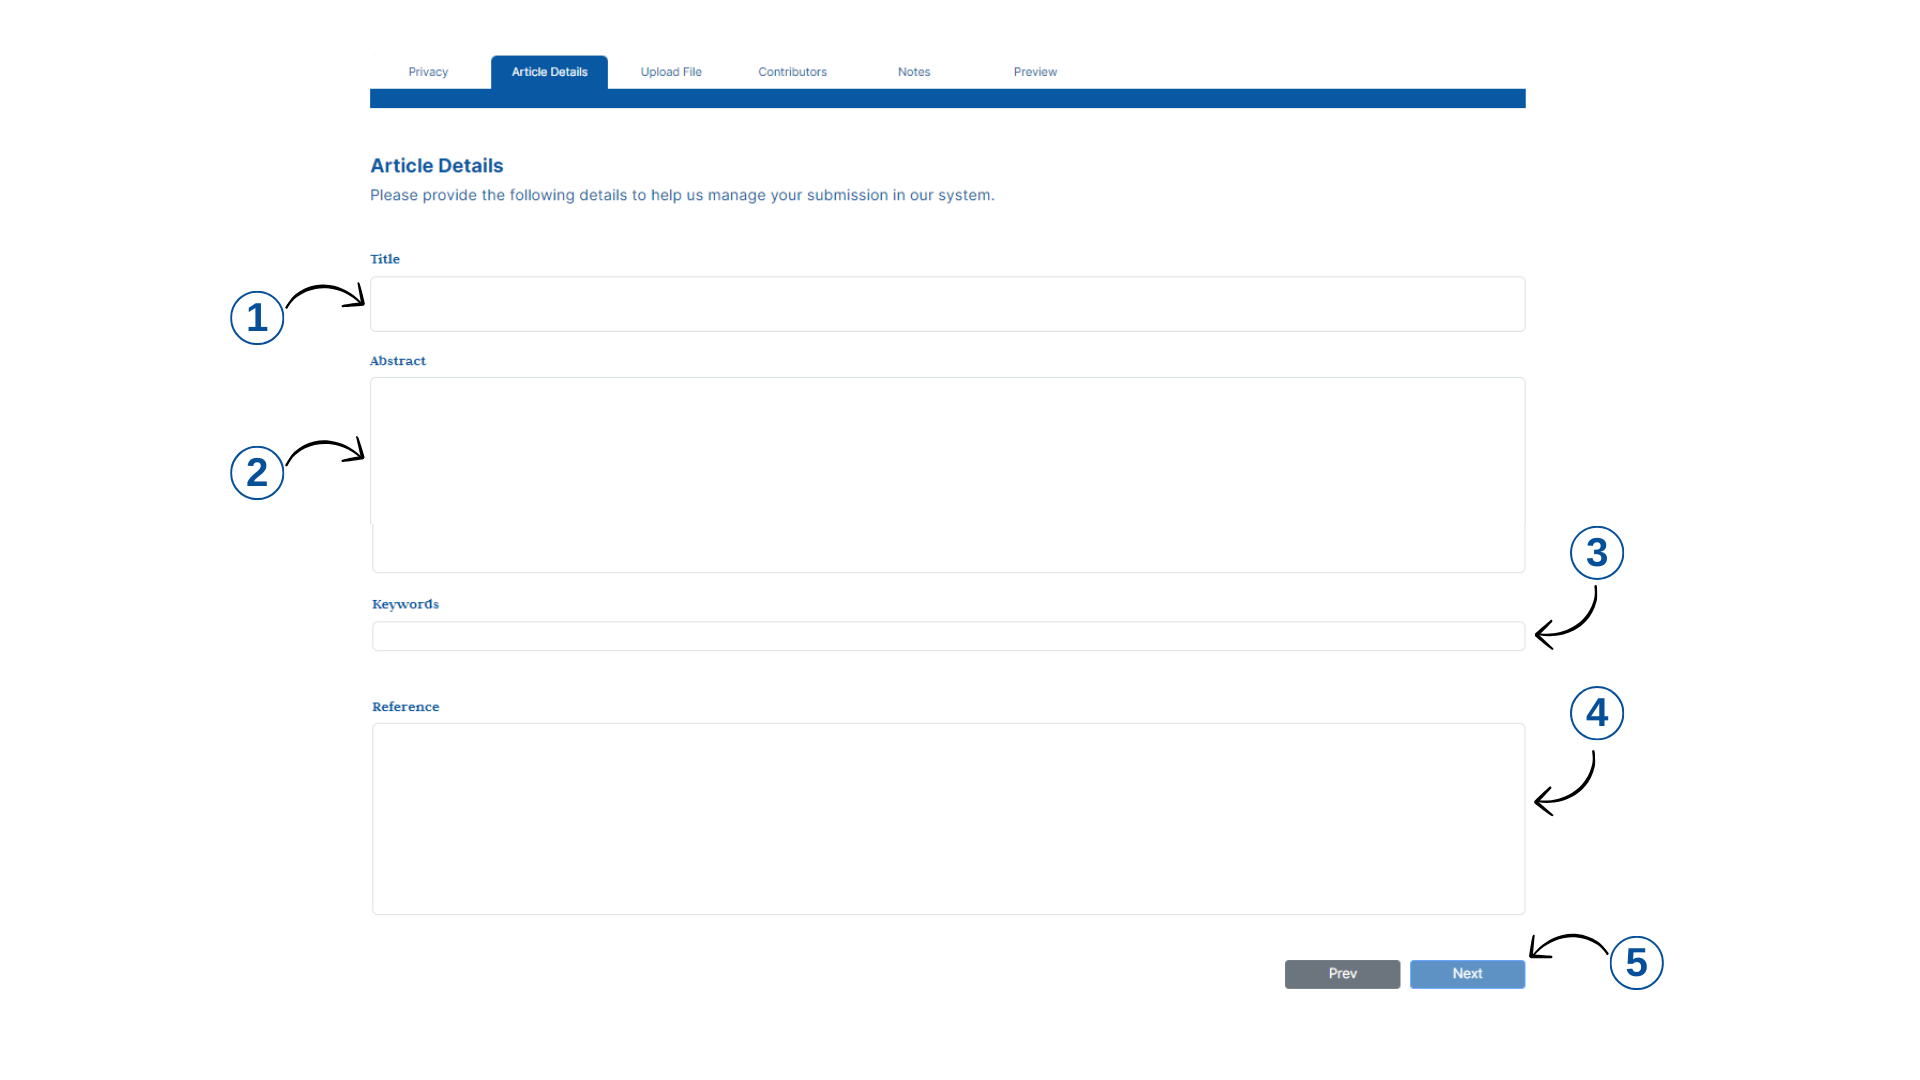 Privacy Article Details Upload File Contributors Notes Preview
Article Details
Please provide the following details to help us manage your submission in our system.
Title
1
Abstract
2
3
Keywords
Reference
4
Prev Next
5